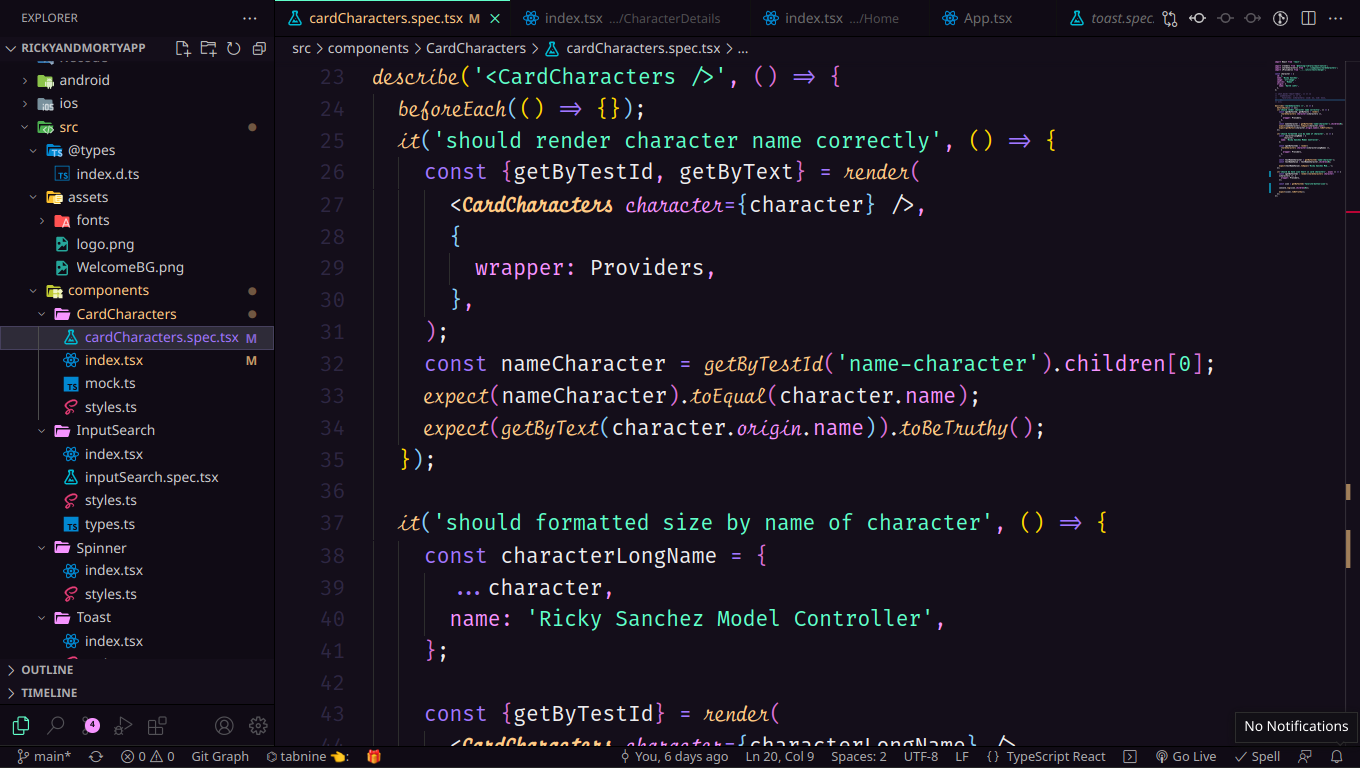 EXPLORER
RICKYANDMORTYAPP
android
ios
src
@types
index.d.ts
assets
fonts
logo.png
WelcomeBG.png
components
CardCharacters
cardCharacters.spec.tsx M
index.tsx M
mock.ts
styles.ts
InputSearch
index.tsx
inputSearch.spec.tsx
styles.ts
types.ts
Spinner
index.tsx
styles.ts
Toast
index.tsx
OUTLINE
TIMELINE
4
cardCharacters.spec.tsx M
index.tsx .../CharacterDetails
index.tsx .../Home
App.tsx
toast.spec.
src > components > CardCharacters > cardCharacters.spec.tsx > ...
23 describe('<CardCharacters />', () => {
24 beforeEach(() => {});
25 it('should render character name correctly', () => {
26 const {getByTestId, getByText} = render(
27 <CardCharacters character={character} />,
28 {
29 wrapper: Providers,
30 },
31 );
32 const nameCharacter = getByTestId('name-character').children[0];
33 expect(nameCharacter).toEqual(character.name);
34 expect(getByText(character.origin.name)).toBeTruthy();
35 });
36
37 it('should formatted size by name of character', () => {
38 const characterLongName = {
39 ...character,
40 name: 'Ricky Sanchez Model Controller',
41 };
42
43 const {getByTestId} = render(
44 <CardCharacters character={characterLongName} />
No Notifications
main* 0 0 Git Graph tabnine You, 6 days ago Ln 20, Col 9 Spaces: 2 UTF-8 LF {} TypeScript React Go Live Spell